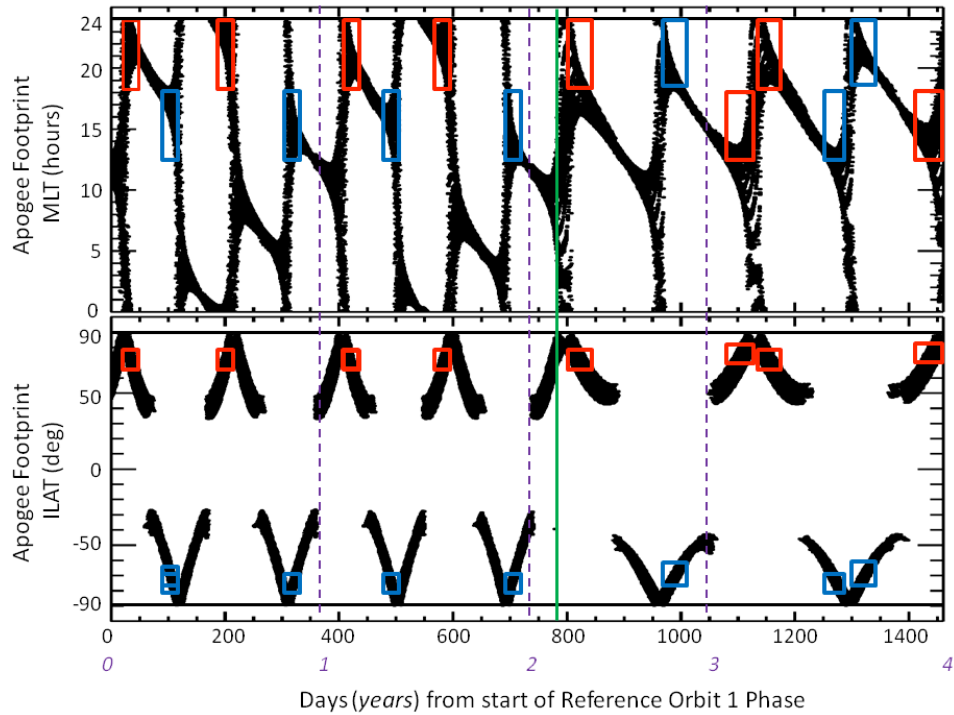 Apogee Footprint
MLT (hours)
24
20
15
10
5
0
Apogee Footprint
ILAT (deg)
90
50
0
-50
-90
0 200 400 600 800 1000 1200 1400
0 1 2 3 4
Days (years) from start of Reference Orbit 1 Phase